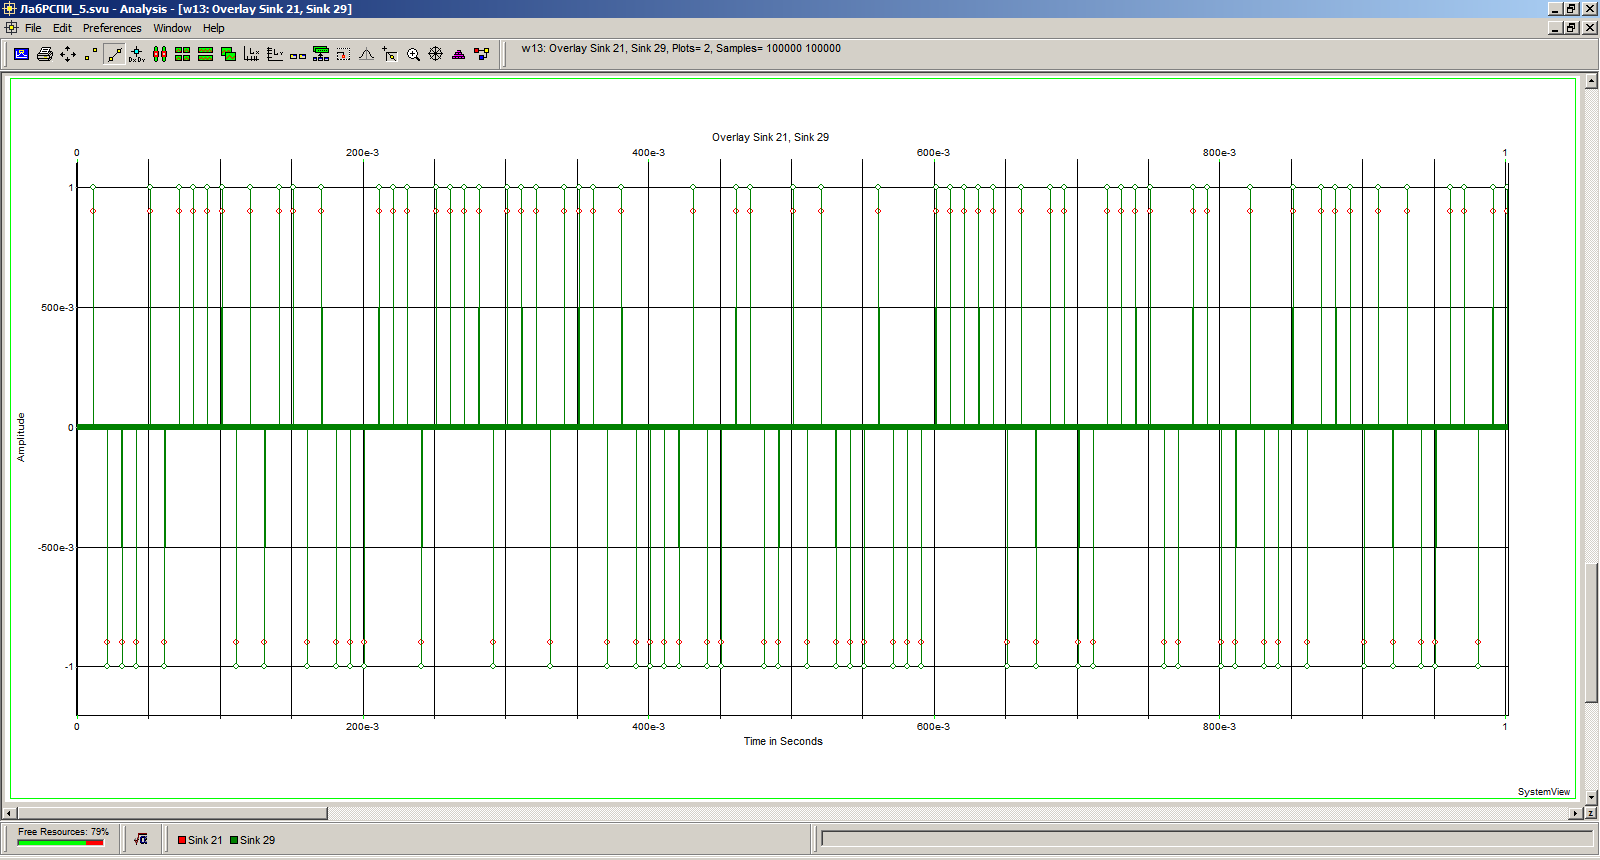 ЛабРСПИ_5.svu - Analysis - [w13: Overlay Sink 21, Sink 29]
File Edit Preferences Window Help
w13: Overlay Sink 21, Sink 29, Plots= 2, Samples= 100000 100000
Overlay Sink 21, Sink 29
0 200e-3 400e-3 600e-3 800e-3 1
1
500e-3
0
-500e-3
-1
Amplitude
0 200e-3 400e-3 600e-3 800e-3 1
Time in Seconds
SystemView
Free Resources: 79%
√α
Sink 21 Sink 29